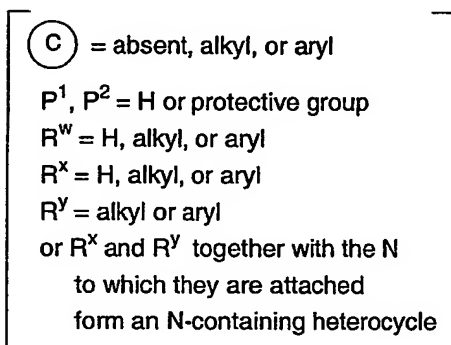 C = absent, alkyl, or aryl
P¹, P² = H or protective group
Rʷ = H, alkyl, or aryl
Rˣ = H, alkyl, or aryl
Rʸ = alkyl or aryl
or Rˣ and Rʸ together with the N
to which they are attached
form an N-containing heterocycle